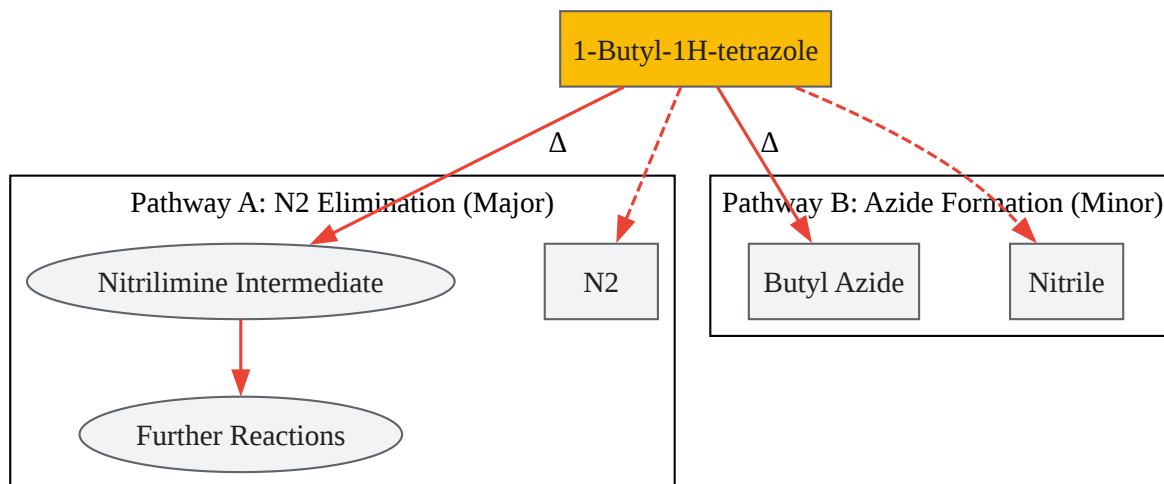 1-Butyl-1H-tetrazole
Δ
Δ
Pathway A: N2 Elimination (Major)
Pathway B: Azide Formation (Minor)
Nitrilimine Intermediate
N2
Butyl Azide
Nitrile
Further Reactions